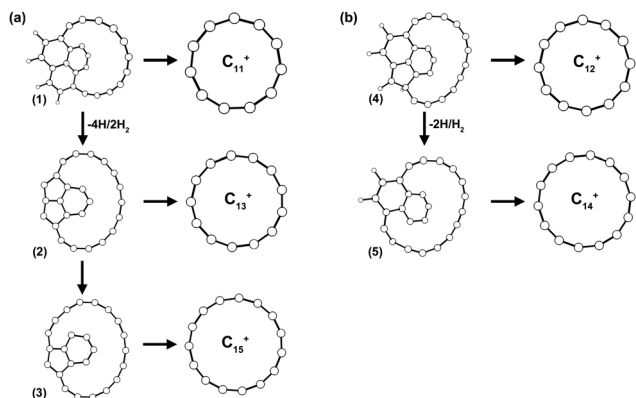 (a)
(b)
C11+
C12+
(1)
(4)
-4H/2H2
-2H/H2
C13+
C14+
(2)
(5)
C15+
(3)